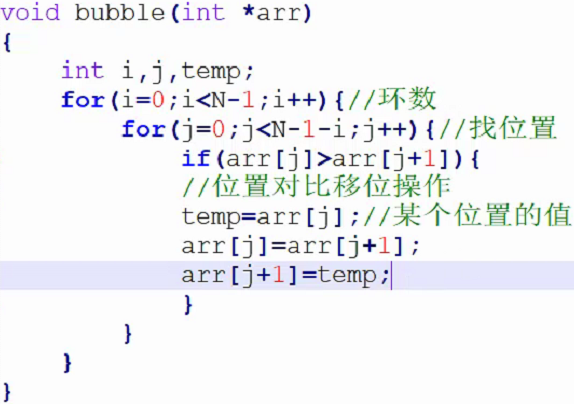 void bubble(int *arr)
{
    int i,j,temp;
    for(i=0;i<N-1;i++){//环数
        for(j=0;j<N-1-i;j++){//找位置
            if(arr[j]>arr[j+1]){
            //位置对比移位操作
            temp=arr[j];//某个位置的值
            arr[j]=arr[j+1];
            arr[j+1]=temp;
            }
        }
    }
}